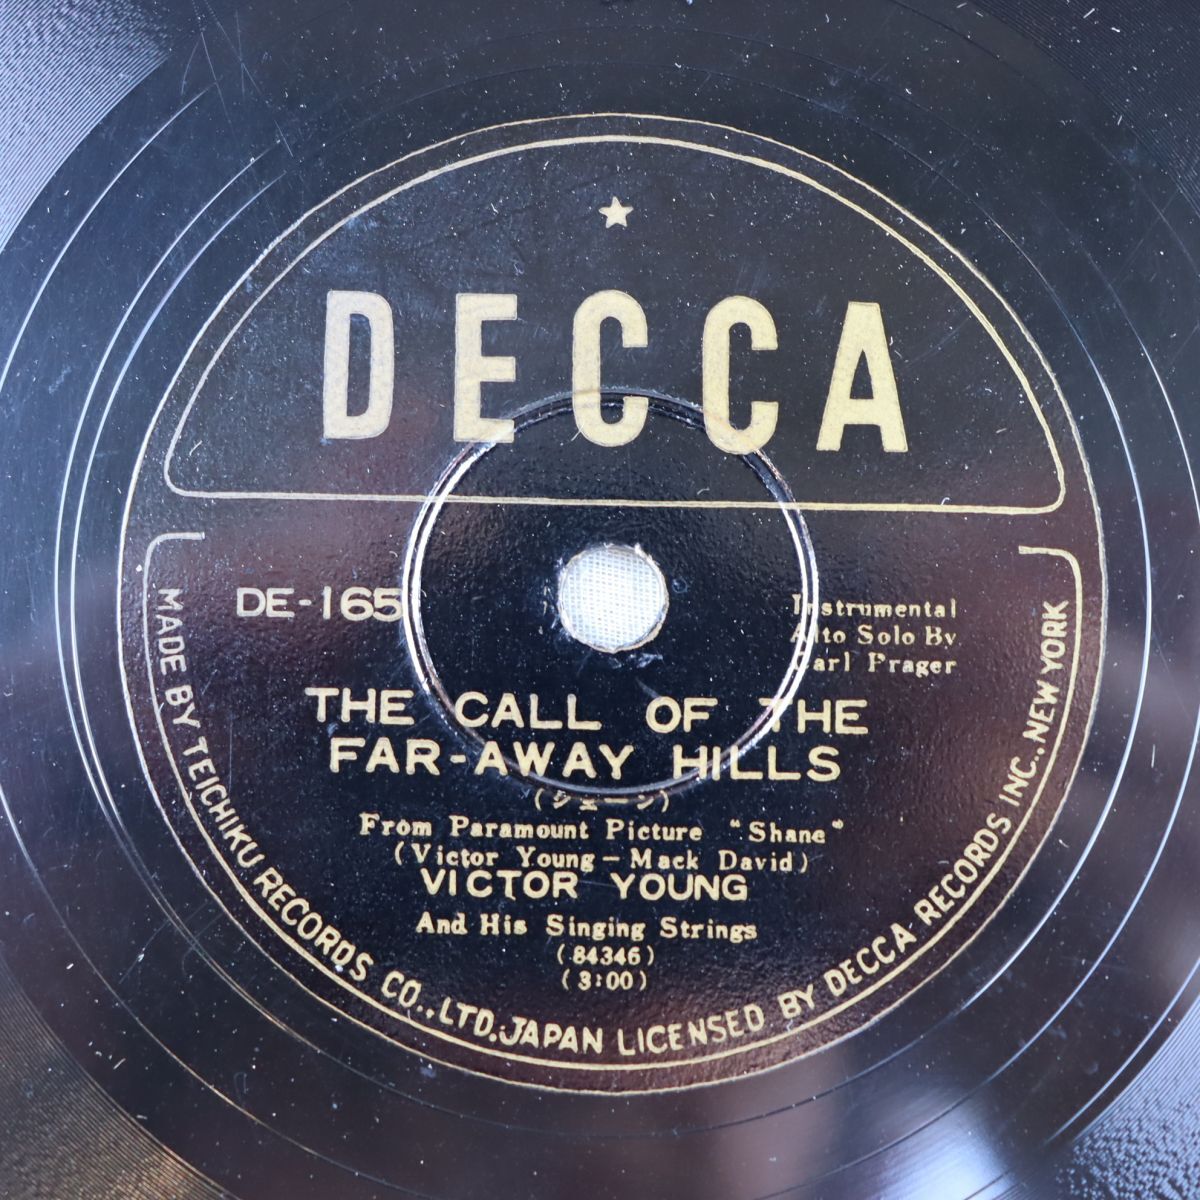 DECCA
DE-165
Instrumental
Alto Solo By
Carl Prager
THE CALL OF THE
FAR-AWAY HILLS
(シェーン)
From Paramount Picture "Shane"
(Victor Young - Mack David)
VICTOR YOUNG
And His Singing Strings
(84346)
(3:00)
MADE BY TEICHIKU RECORDS CO., LTD. JAPAN LICENSED BY DECCA RECORDS INC., NEW YORK